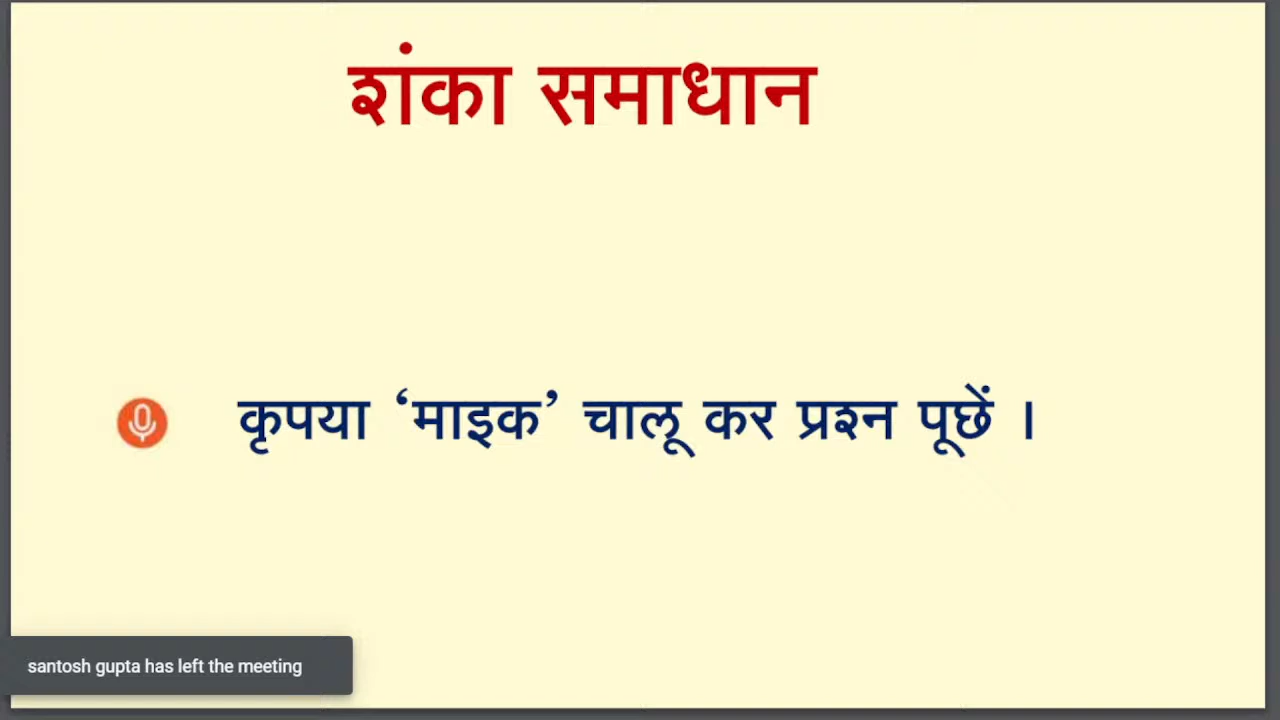 शंका समाधान
कृपया ‘माइक’ चालू कर प्रश्न पूछें ।
santosh gupta has left the meeting